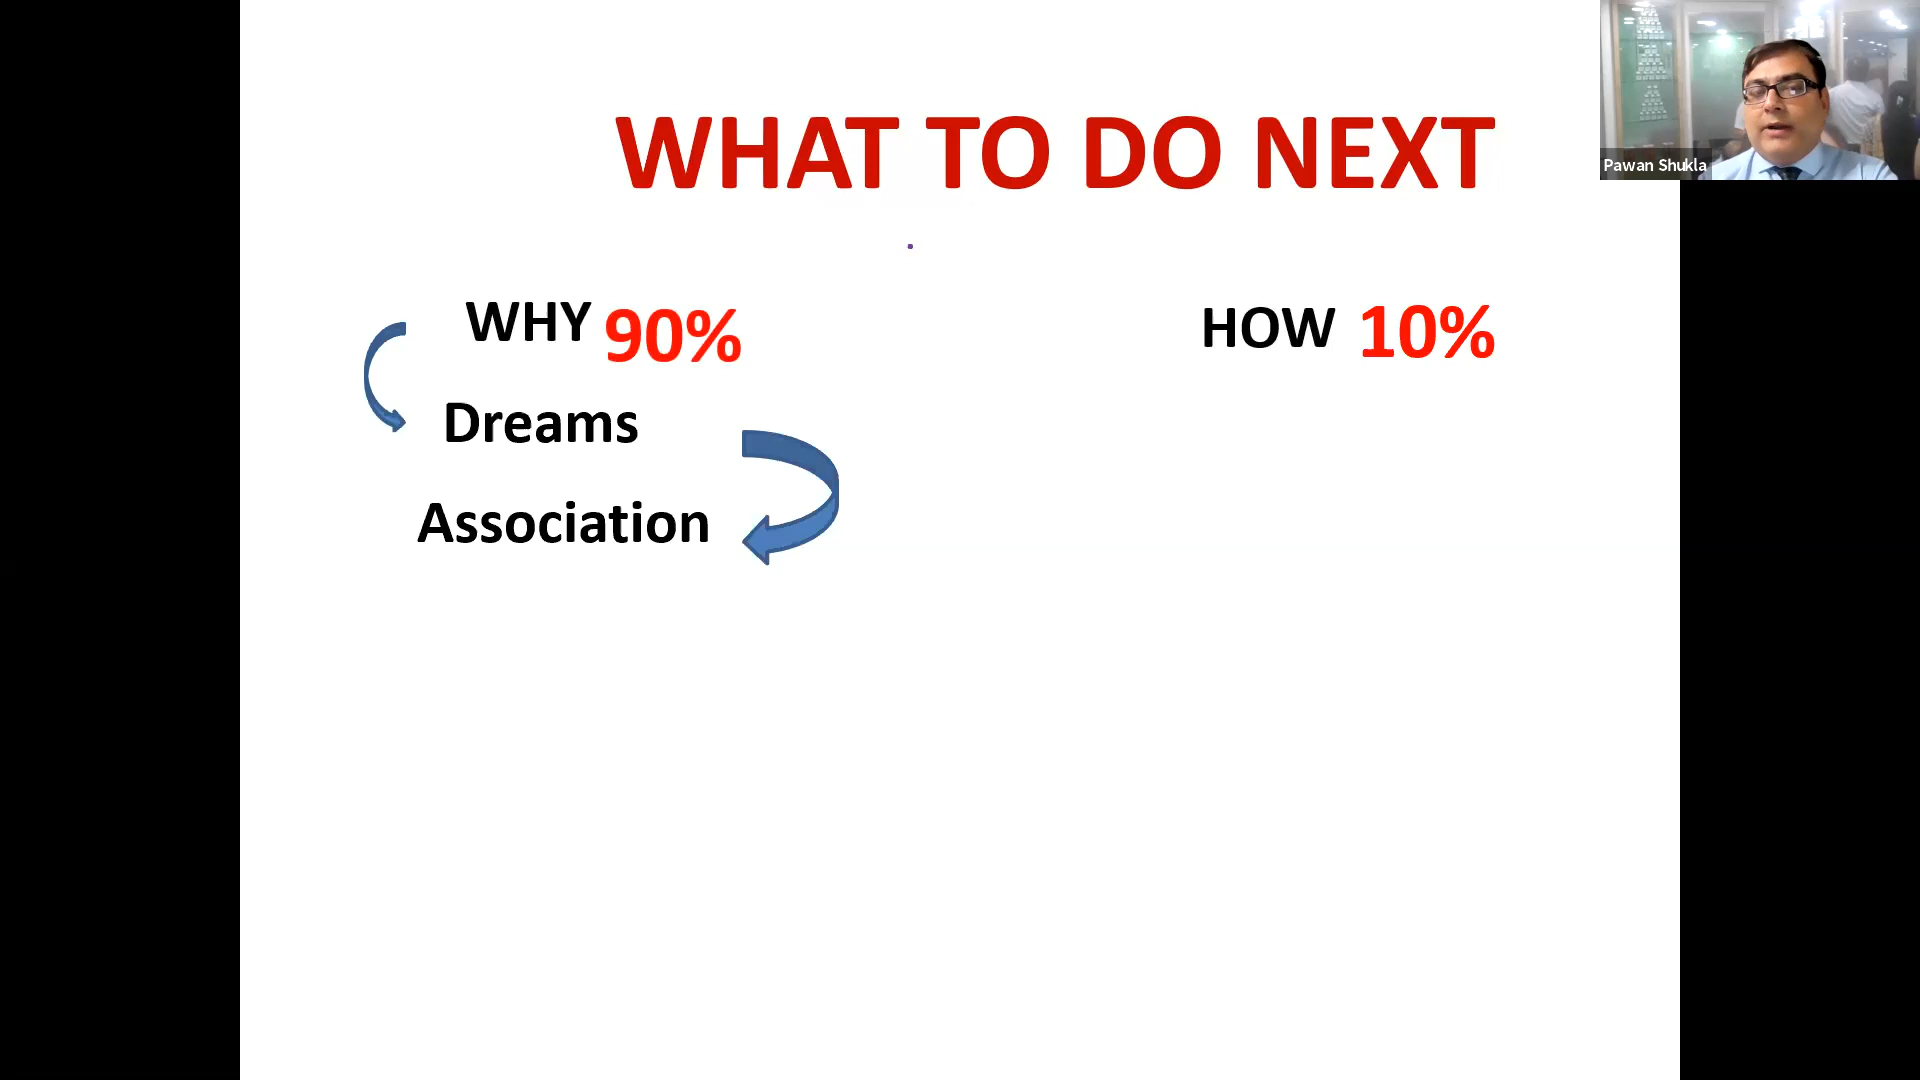 WHAT TO DO NEXT
Pawan Shukla
WHY 90%
HOW 10%
Dreams
Association